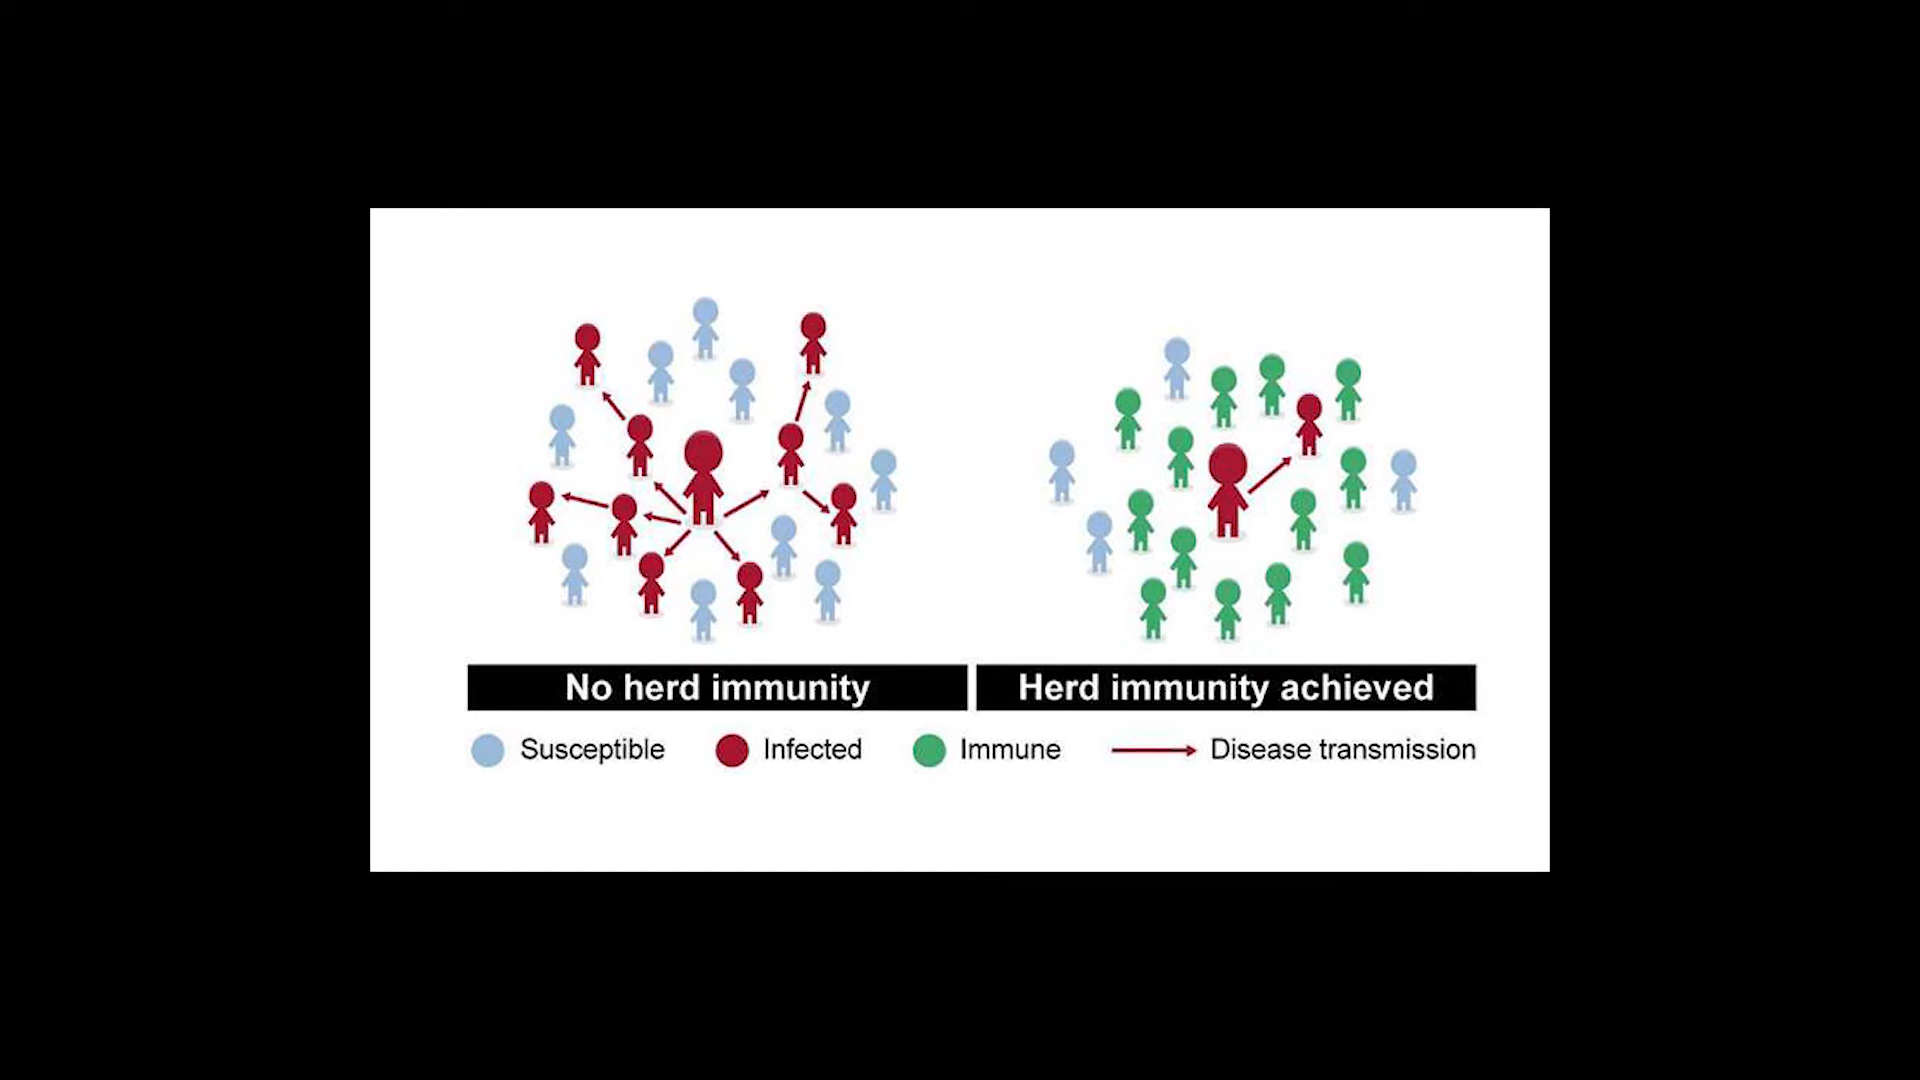 No herd immunity
Herd immunity achieved
Susceptible
Infected
Immune
Disease transmission